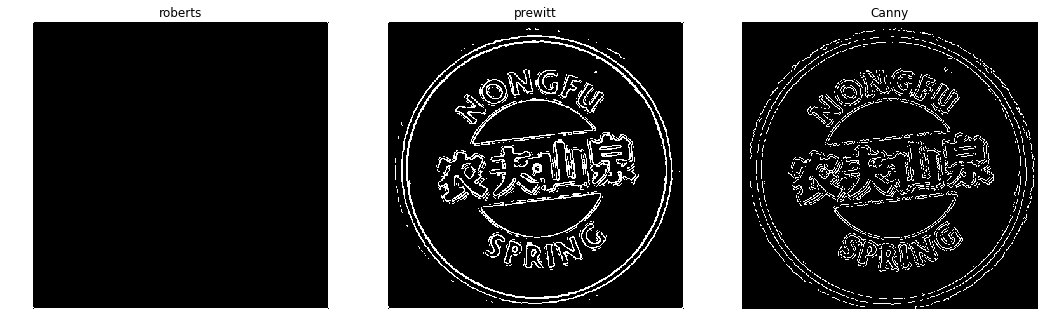 roberts
prewitt
Canny
NONGFU
农夫山泉
SPRING
NONGFU
农夫山泉
SPRING